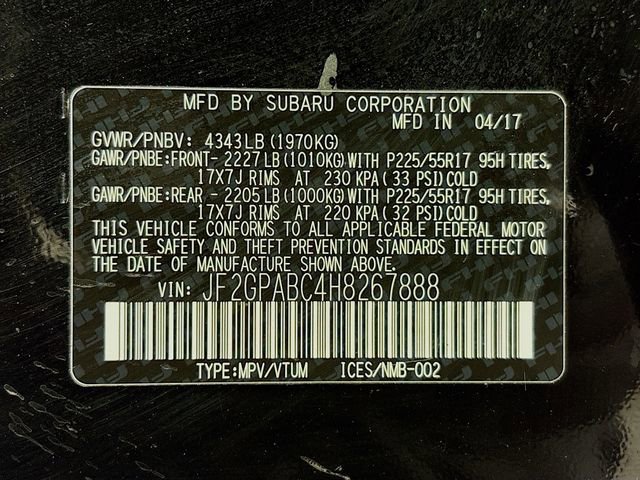 MFD BY SUBARU CORPORATION
MFD IN 04/17
GVWR/PNBV: 4343LB (1970KG)
GAWR/PNBE:FRONT- 2227LB(1010KG)WITH P225/55R17 95H TIRES,
17X7J RIMS AT 230 KPA (33 PSI)COLD
GAWR/PNBE:REAR - 2205LB(1000KG)WITH P225/55R17 95H TIRES,
17X7J RIMS AT 220 KPA (32 PSI)COLD
THIS VEHICLE CONFORMS TO ALL APPLICABLE FEDERAL MOTOR
VEHICLE SAFETY AND THEFT PREVENTION STANDARDS IN EFFECT ON
THE DATE OF MANUFACTURE SHOWN ABOVE.
VIN: JF2GPABC4H8267888
TYPE:MPV/VTUM ICES/NMB-002